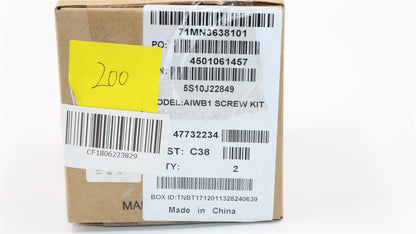 71MN3638101
PO:
4501061457
N:
5S10J22849
ODEL:AIWB1 SCREW KIT
47732234
ST: C38
TY: 2
BOX ID:TNBT1712011328240639
Made in China
200
CF1806223829
MA